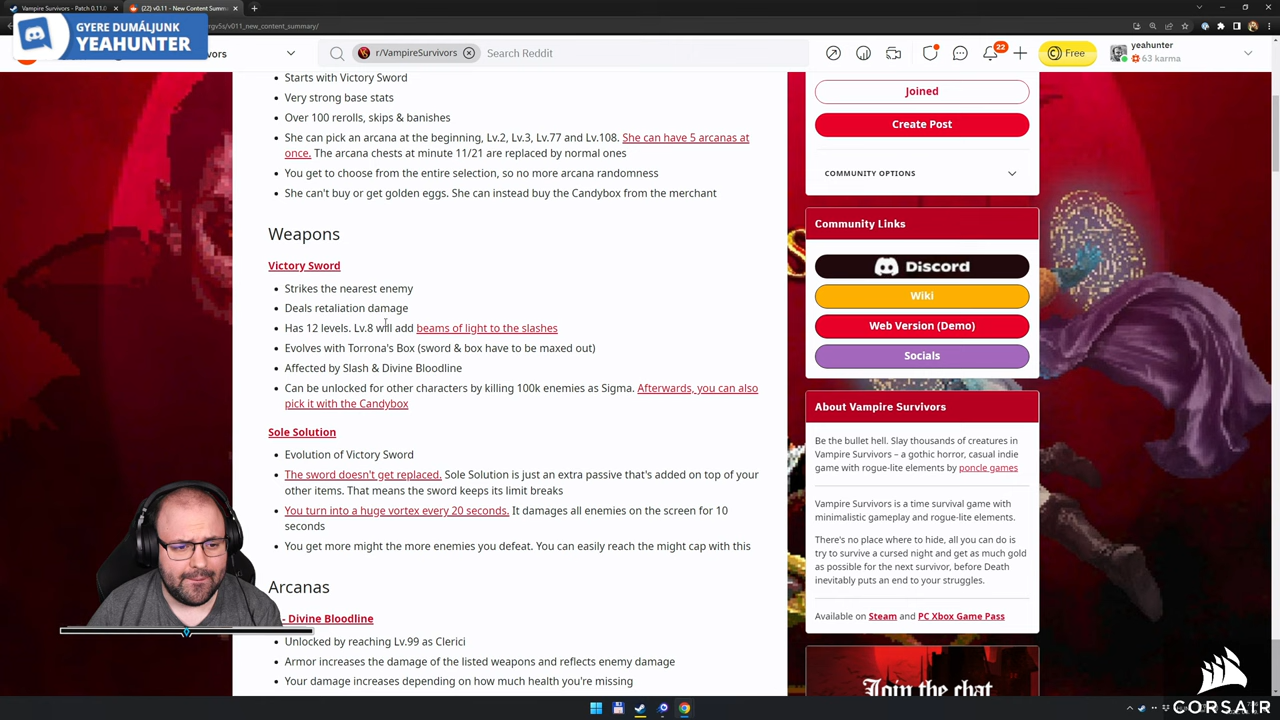 Vampire Survivors: Patch 0.11.
(22) v0.11 - New Content Summary
GYERE DUMÁLJUNK
YEAHUNTER
rgv5s/v011_new_content_summary/
rvivors
r/VampireSurvivors
Search Reddit
22
Free
yeahunter
63 karma
Starts with Victory Sword
Very strong base stats
Over 100 rerolls, skips & banishes
She can pick an arcana at the beginning, Lv.2, Lv.3, Lv.77 and Lv.108. She can have 5 arcanas at
once. The arcana chests at minute 11/21 are replaced by normal ones
You get to choose from the entire selection, so no more arcana randomness
She can't buy or get golden eggs. She can instead buy the Candybox from the merchant
Weapons
Victory Sword
Strikes the nearest enemy
Deals retaliation damage
Has 12 levels. Lv.8 will add beams of light to the slashes
Evolves with Torrona's Box (sword & box have to be maxed out)
Affected by Slash & Divine Bloodline
Can be unlocked for other characters by killing 100k enemies as Sigma. Afterwards, you can also
pick it with the Candybox
Sole Solution
Evolution of Victory Sword
The sword doesn't get replaced. Sole Solution is just an extra passive that's added on top of your
other items. That means the sword keeps its limit breaks
You turn into a huge vortex every 20 seconds. It damages all enemies on the screen for 10
seconds
You get more might the more enemies you defeat. You can easily reach the might cap with this
Arcanas
- Divine Bloodline
Unlocked by reaching Lv.99 as Clerici
Armor increases the damage of the listed weapons and reflects enemy damage
Your damage increases depending on how much health you're missing
Joined
Create Post
COMMUNITY OPTIONS
Community Links
Discord
Wiki
Web Version (Demo)
Socials
About Vampire Survivors
Be the bullet hell. Slay thousands of creatures in
Vampire Survivors – a gothic horror, casual indie
game with rogue-lite elements by poncle games
Vampire Survivors is a time survival game with
minimalistic gameplay and rogue-lite elements.
There's no place where to hide, all you can do is
try to survive a cursed night and get as much gold
as possible for the next survivor, before Death
inevitably puts an end to your struggles.
Available on Steam and PC Xbox Game Pass
Join the chat
CORSAIR